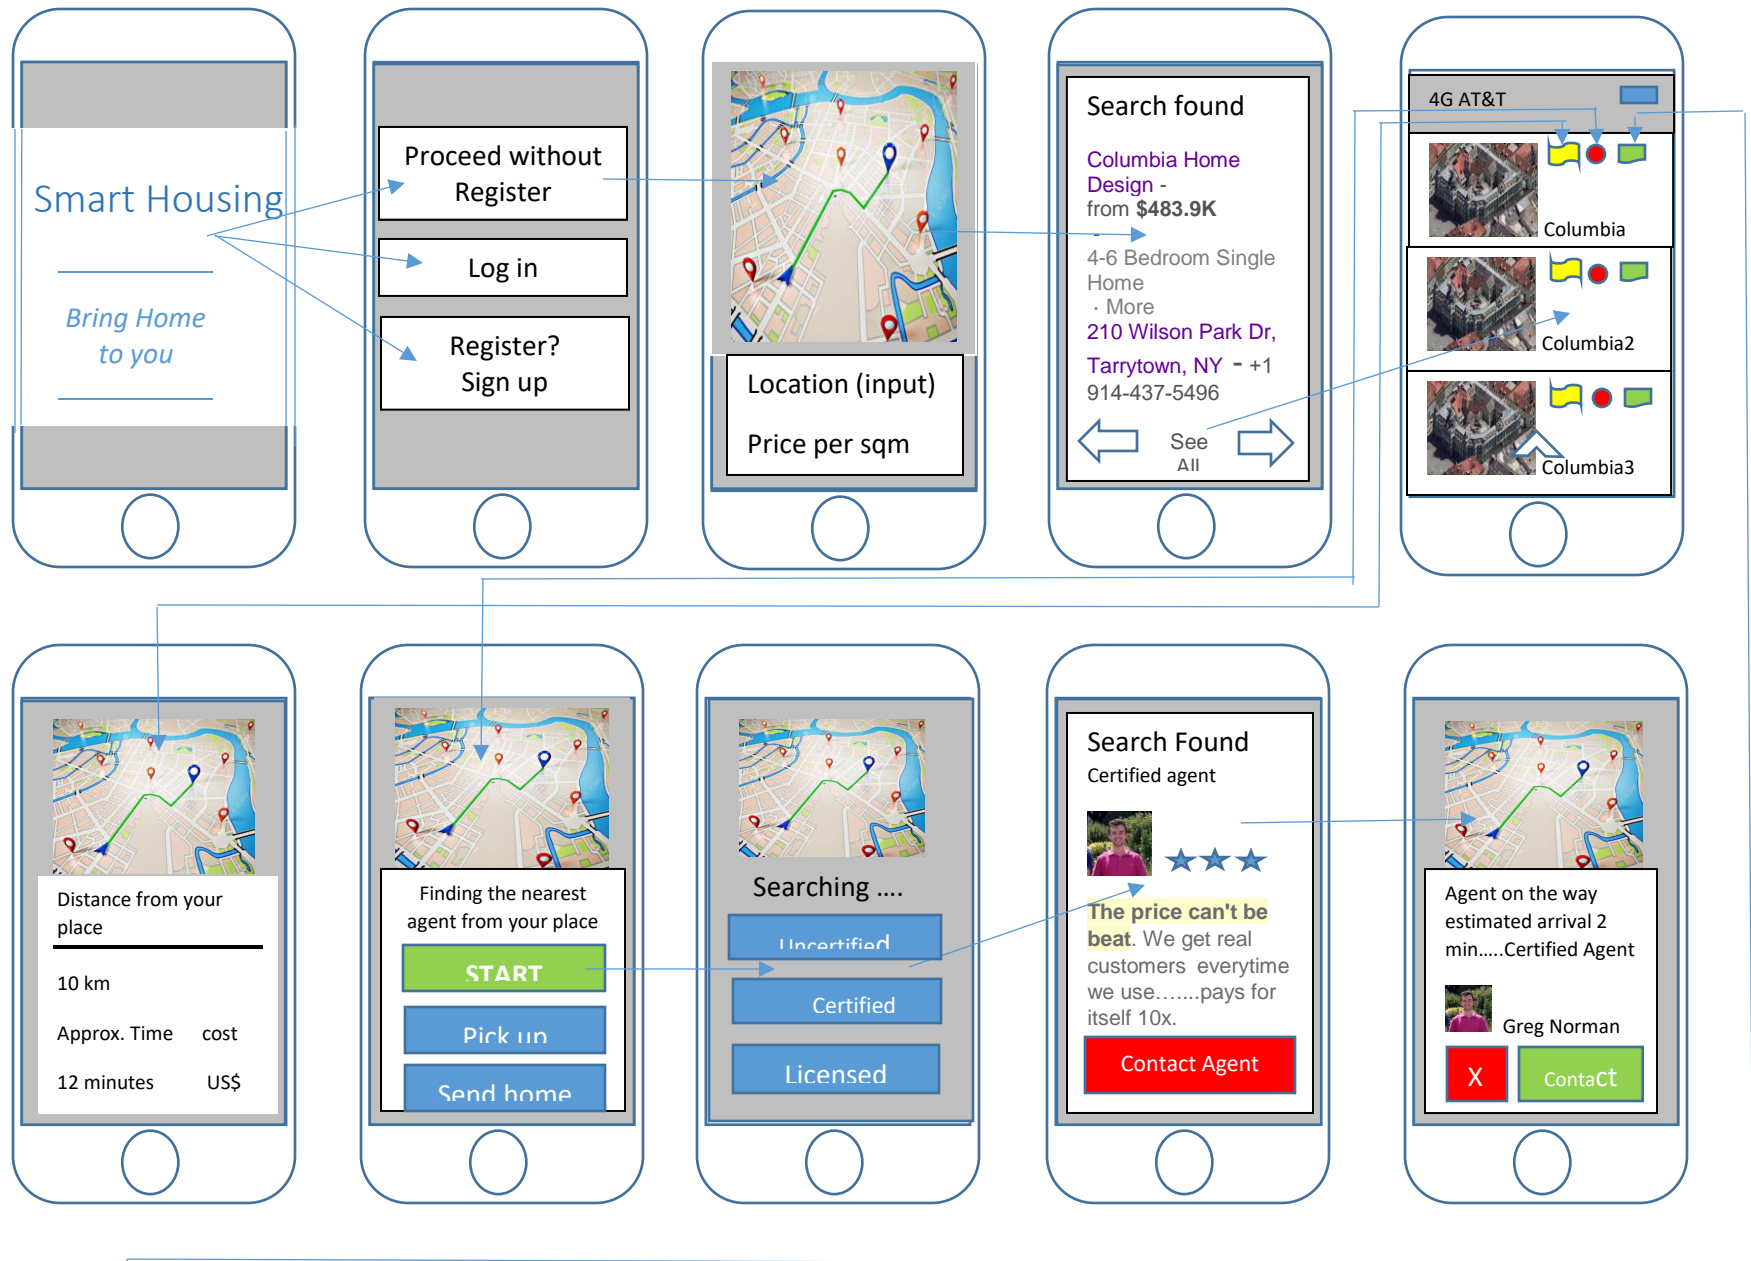 Smart Housing
Bring Home
to you
Proceed without
Register
Log in
Register?
Sign up
Location (input)
Price per sqm
Search found
Columbia Home
Design -
from $483.9K
-
4-6 Bedroom Single
Home
· More
210 Wilson Park Dr,
Tarrytown, NY - +1
914-437-5496
See
All
4G AT&T
Columbia
Columbia2
Columbia3
Distance from your
place
10 km
Approx. Time cost
12 minutes US$
Finding the nearest
agent from your place
START
Pick up
Send home
Searching ....
Uncertified
Certified
Licensed
Search Found
Certified agent
The price can't be
beat. We get real
customers everytime
we use…....pays for
itself 10x.
Contact Agent
Agent on the way
estimated arrival 2
min.....Certified Agent
Greg Norman
X
Contact